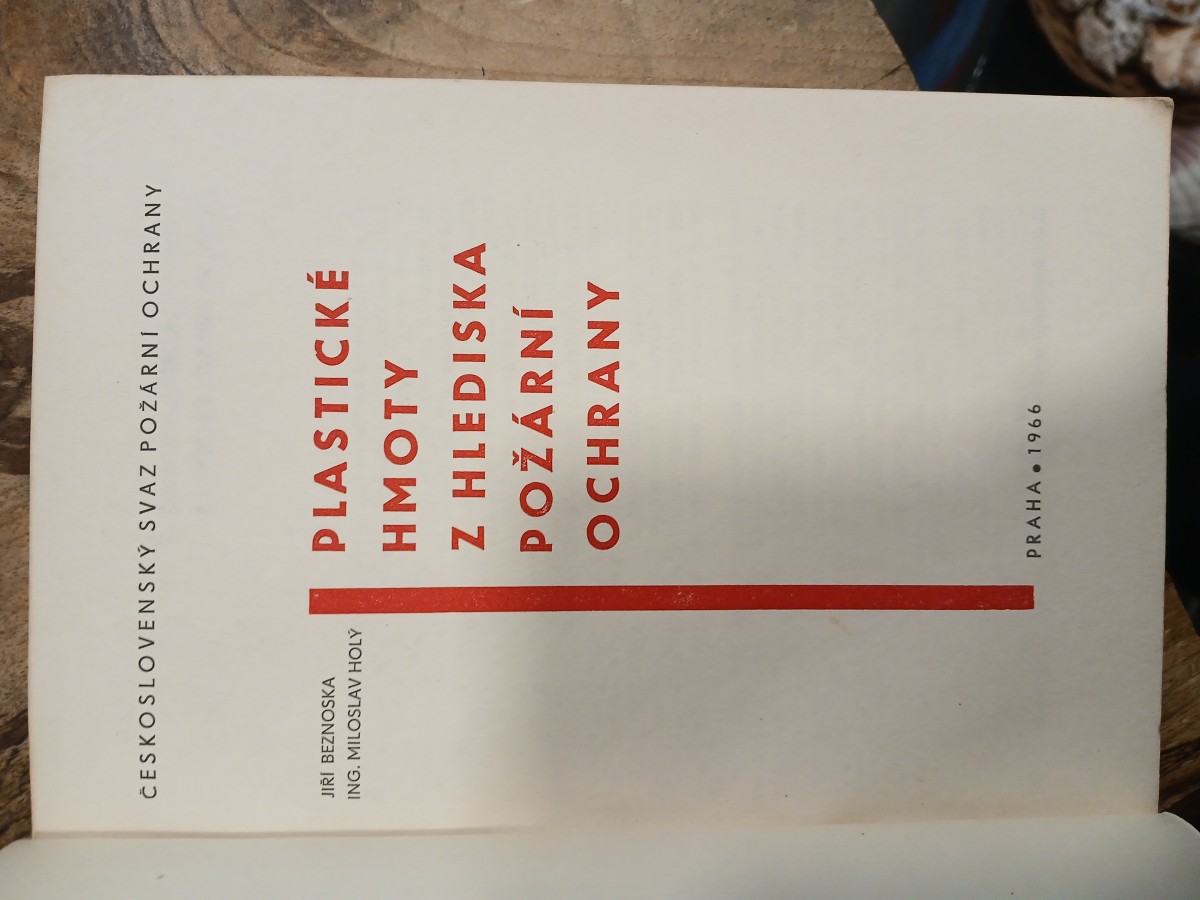 ČESKOSLOVENSKÝ SVAZ POŽÁRNÍ OCHRANY
JIŘÍ BEZNOSKA
ING. MILOSLAV HOLÝ
PLASTICKÉ
HMOTY
Z HLEDISKA
POŽÁRNÍ
OCHRANY
PRAHA • 1966